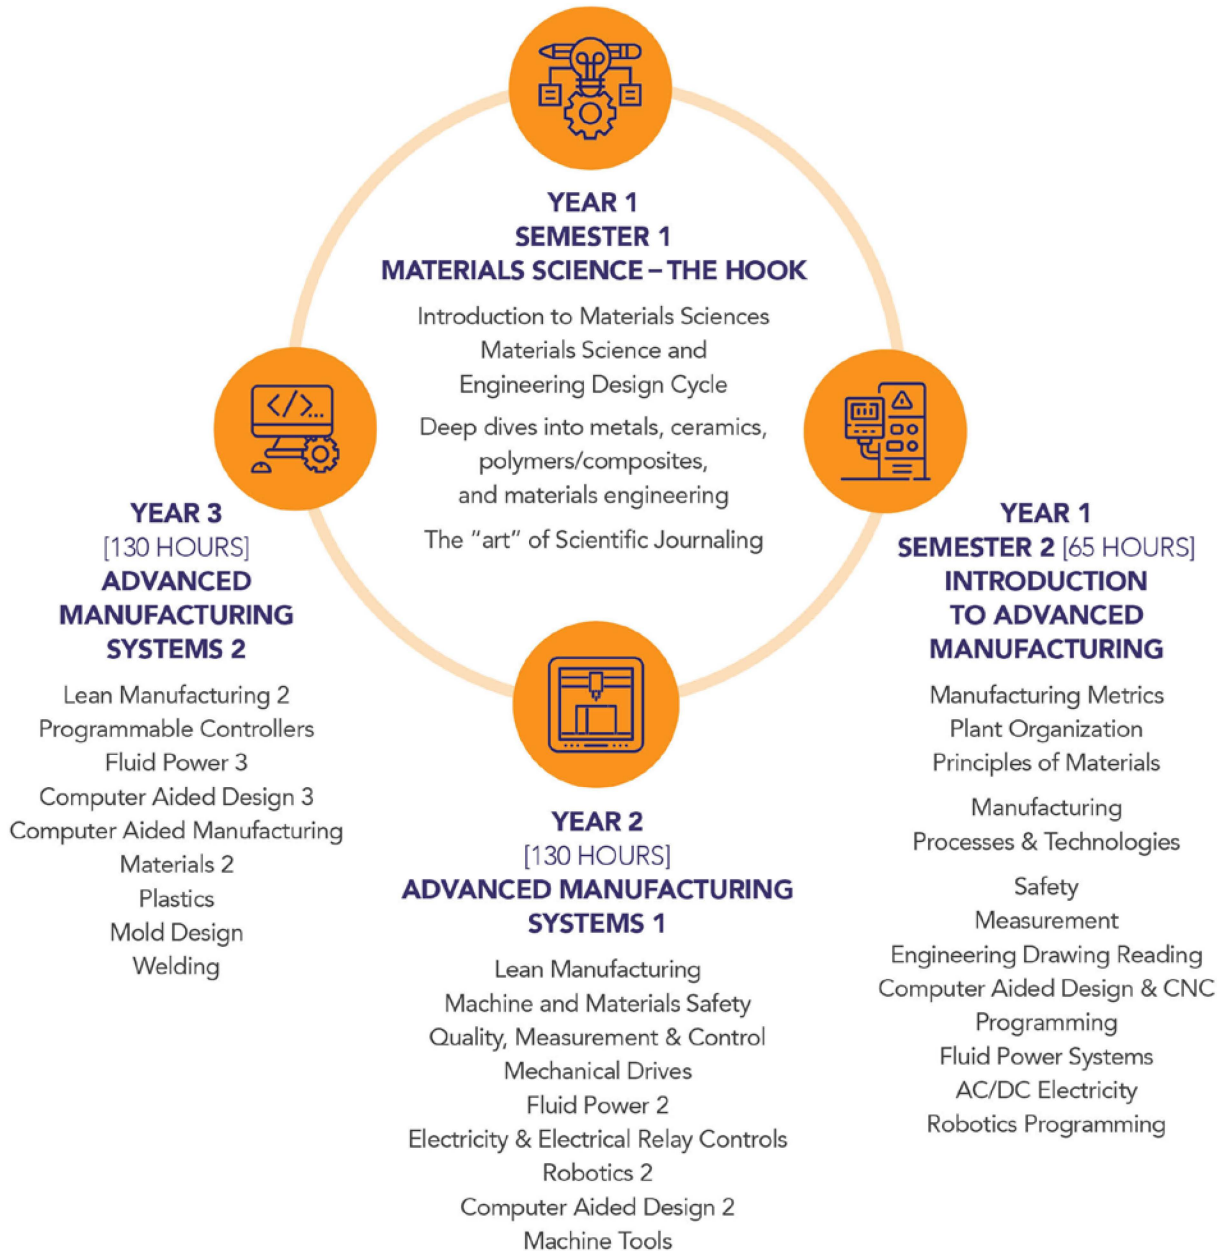 YEAR 1
SEMESTER 1
MATERIALS SCIENCE – THE HOOK
Introduction to Materials Sciences
Materials Science and
Engineering Design Cycle
Deep dives into metals, ceramics,
polymers/composites,
and materials engineering
The “art” of Scientific Journaling
YEAR 1
SEMESTER 2 [65 HOURS]
INTRODUCTION
TO ADVANCED
MANUFACTURING
Manufacturing Metrics
Plant Organization
Principles of Materials
Manufacturing
Processes & Technologies
Safety
Measurement
Engineering Drawing Reading
Computer Aided Design & CNC
Programming
Fluid Power Systems
AC/DC Electricity
Robotics Programming
YEAR 2
[130 HOURS]
ADVANCED MANUFACTURING
SYSTEMS 1
Lean Manufacturing
Machine and Materials Safety
Quality, Measurement & Control
Mechanical Drives
Fluid Power 2
Electricity & Electrical Relay Controls
Robotics 2
Computer Aided Design 2
Machine Tools
</>...
YEAR 3
[130 HOURS]
ADVANCED
MANUFACTURING
SYSTEMS 2
Lean Manufacturing 2
Programmable Controllers
Fluid Power 3
Computer Aided Design 3
Computer Aided Manufacturing
Materials 2
Plastics
Mold Design
Welding